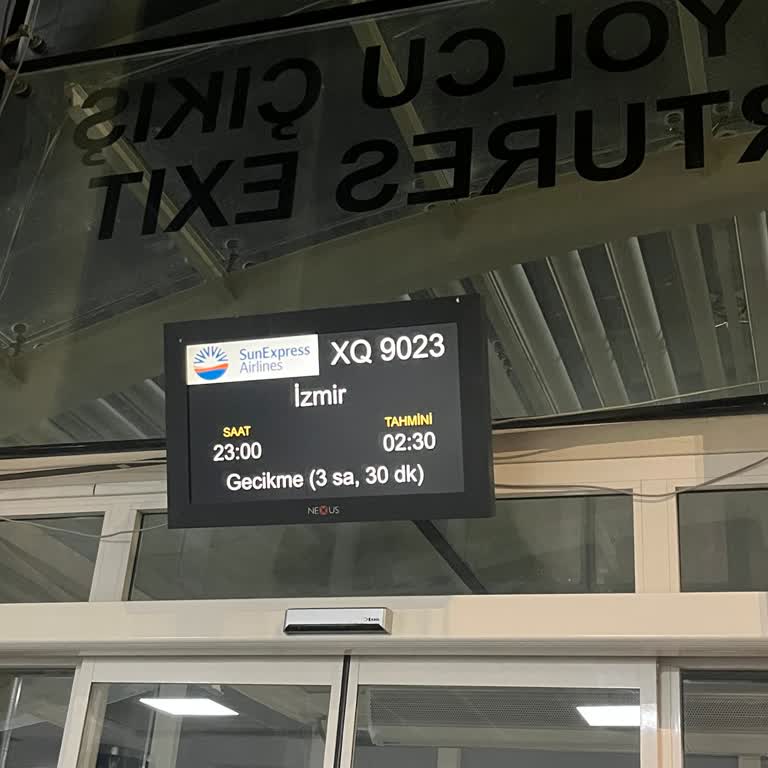 YOLCU ÇIKIŞ
RTURES EXIT
SunExpress
Airlines
XQ 9023
İzmir
SAAT
TAHMİNİ
23:00
02:30
Gecikme (3 sa, 30 dk)
NEXUS